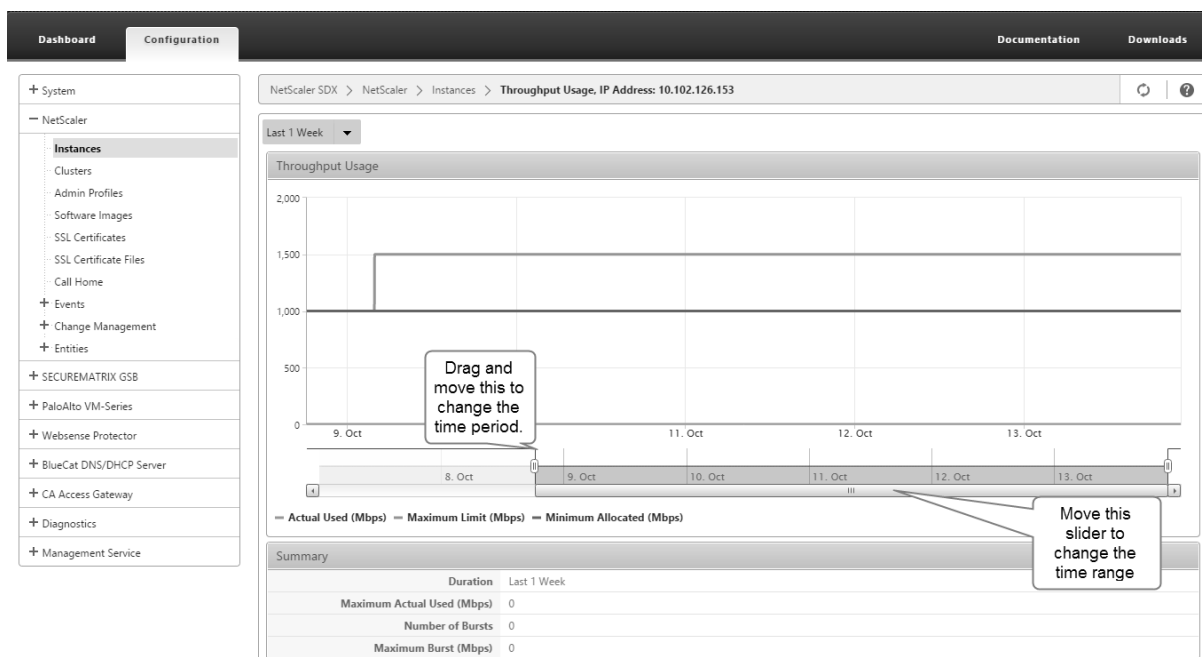 Dashboard
Configuration
Documentation
Downloads
+ System
− NetScaler
Instances
Clusters
Admin Profiles
Software Images
SSL Certificates
SSL Certificate Files
Call Home
+ Events
+ Change Management
+ Entities
+ SECUREMATRIX GSB
+ PaloAlto VM-Series
+ Websense Protector
+ BlueCat DNS/DHCP Server
+ CA Access Gateway
+ Diagnostics
+ Management Service
NetScaler SDX > NetScaler > Instances > Throughput Usage, IP Address: 10.102.126.153
?
Last 1 Week
Throughput Usage
2,000
1,500
1,000
500
0
9. Oct
11. Oct
12. Oct
13. Oct
Drag and
move this to
change the
time period.
8. Oct
9. Oct
10. Oct
11. Oct
12. Oct
13. Oct
Actual Used (Mbps) Maximum Limit (Mbps) Minimum Allocated (Mbps)
Move this
slider to
change the
time range
Summary
Duration Last 1 Week
Maximum Actual Used (Mbps) 0
Number of Bursts 0
Maximum Burst (Mbps) 0